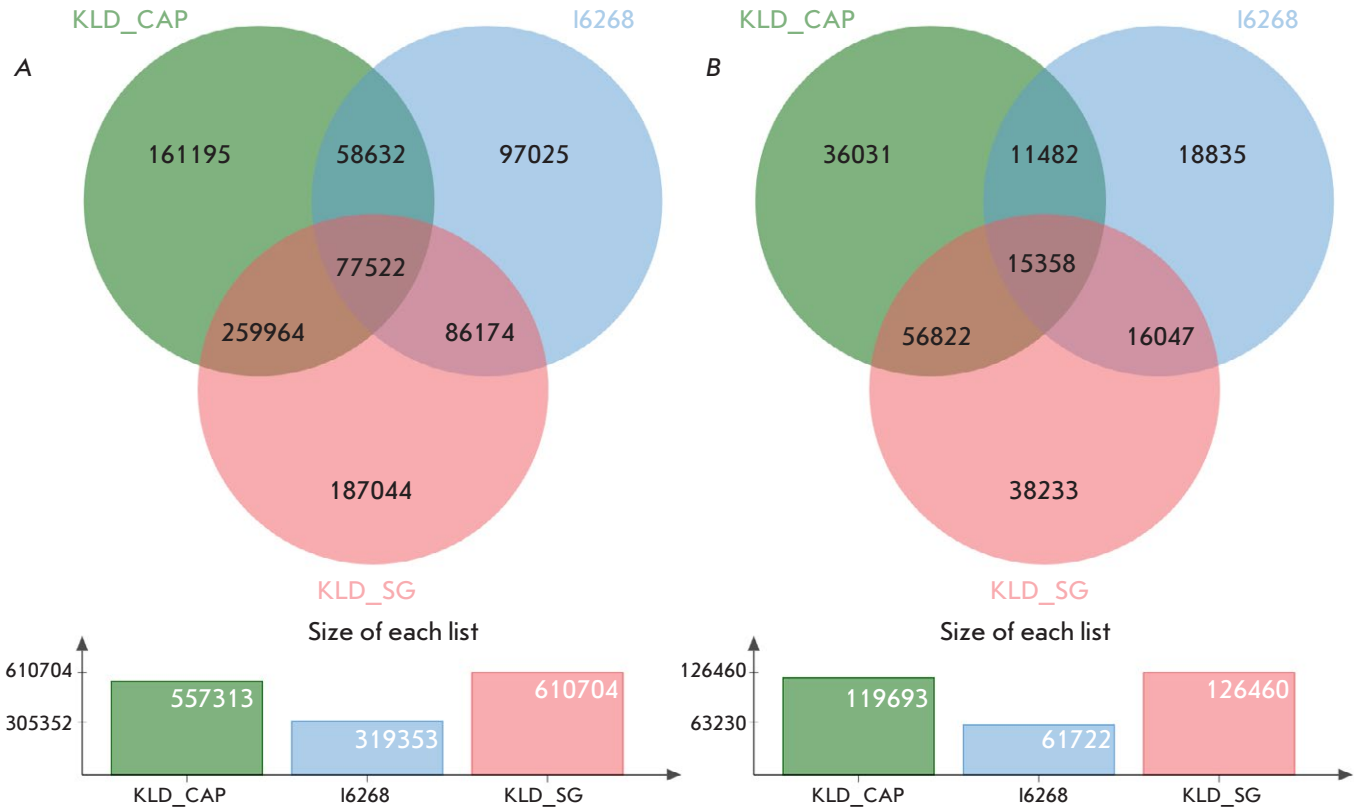 KLD_CAP I6268
A
161195 58632 97025
77522
259964 86174
187044
KLD_SG
Size of each list
610704
305352
557313
319353
610704
KLD_CAP I6268 KLD_SG
KLD_CAP I6268
B
36031 11482 18835
15358
56822 16047
38233
KLD_SG
Size of each list
126460
63230
119693
61722
126460
KLD_CAP I6268 KLD_SG